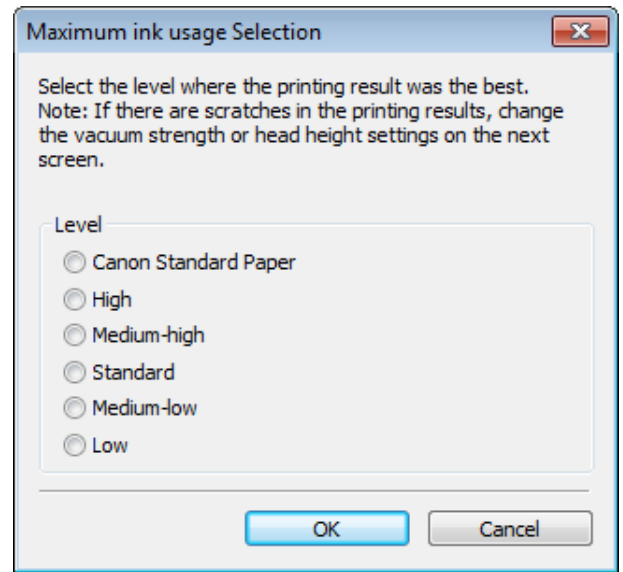 Maximum ink usage Selection
Select the level where the printing result was the best.
Note: If there are scratches in the printing results, change
the vacuum strength or head height settings on the next
screen.
Level
Canon Standard Paper
High
Medium-high
Standard
Medium-low
Low
OK
Cancel